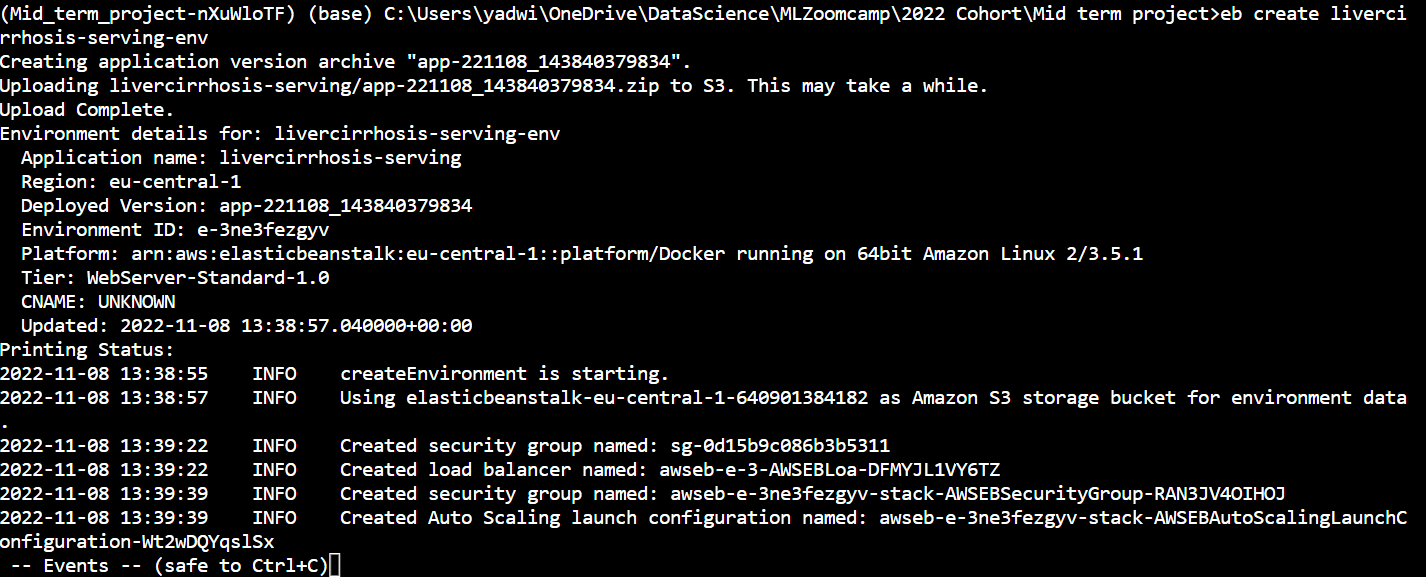 (Mid_term_project-nXuWloTF) (base) C:\Users\yadwi\OneDrive\DataScience\MLZoomcamp\2022 Cohort\Mid term project>eb create liverci
rrhosis-serving-env
Creating application version archive "app-221108_143840379834".
Uploading livercirrhosis-serving/app-221108_143840379834.zip to S3. This may take a while.
Upload Complete.
Environment details for: livercirrhosis-serving-env
  Application name: livercirrhosis-serving
  Region: eu-central-1
  Deployed Version: app-221108_143840379834
  Environment ID: e-3ne3fezgyv
  Platform: arn:aws:elasticbeanstalk:eu-central-1::platform/Docker running on 64bit Amazon Linux 2/3.5.1
  Tier: WebServer-Standard-1.0
  CNAME: UNKNOWN
  Updated: 2022-11-08 13:38:57.040000+00:00
Printing Status:
2022-11-08 13:38:55    INFO    createEnvironment is starting.
2022-11-08 13:38:57    INFO    Using elasticbeanstalk-eu-central-1-640901384182 as Amazon S3 storage bucket for environment data
.
2022-11-08 13:39:22    INFO    Created security group named: sg-0d15b9c086b3b5311
2022-11-08 13:39:22    INFO    Created load balancer named: awseb-e-3-AWSEBLoa-DFMYJL1VY6TZ
2022-11-08 13:39:39    INFO    Created security group named: awseb-e-3ne3fezgyv-stack-AWSEBSecurityGroup-RAN3JV4OIHOJ
2022-11-08 13:39:39    INFO    Created Auto Scaling launch configuration named: awseb-e-3ne3fezgyv-stack-AWSEBAutoScalingLaunchC
onfiguration-Wt2wDQYqslSx
 -- Events -- (safe to Ctrl+C)